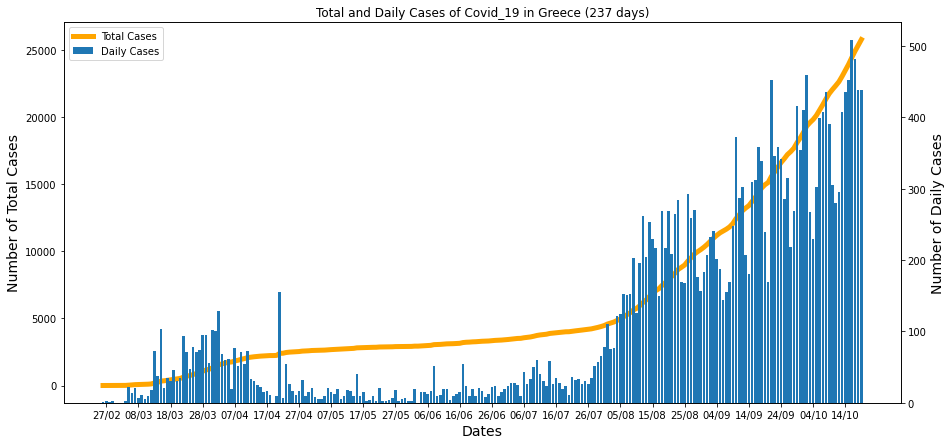 Total and Daily Cases of Covid_19 in Greece (237 days)
Total Cases
Daily Cases
Number of Total Cases
25000
20000
15000
10000
5000
0
500
400
300
200
100
0
Number of Daily Cases
27/02 08/03 18/03 28/03 07/04 17/04 27/04 07/05 17/05 27/05 06/06 16/06 26/06 06/07 16/07 26/07 05/08 15/08 25/08 04/09 14/09 24/09 04/10 14/10
Dates